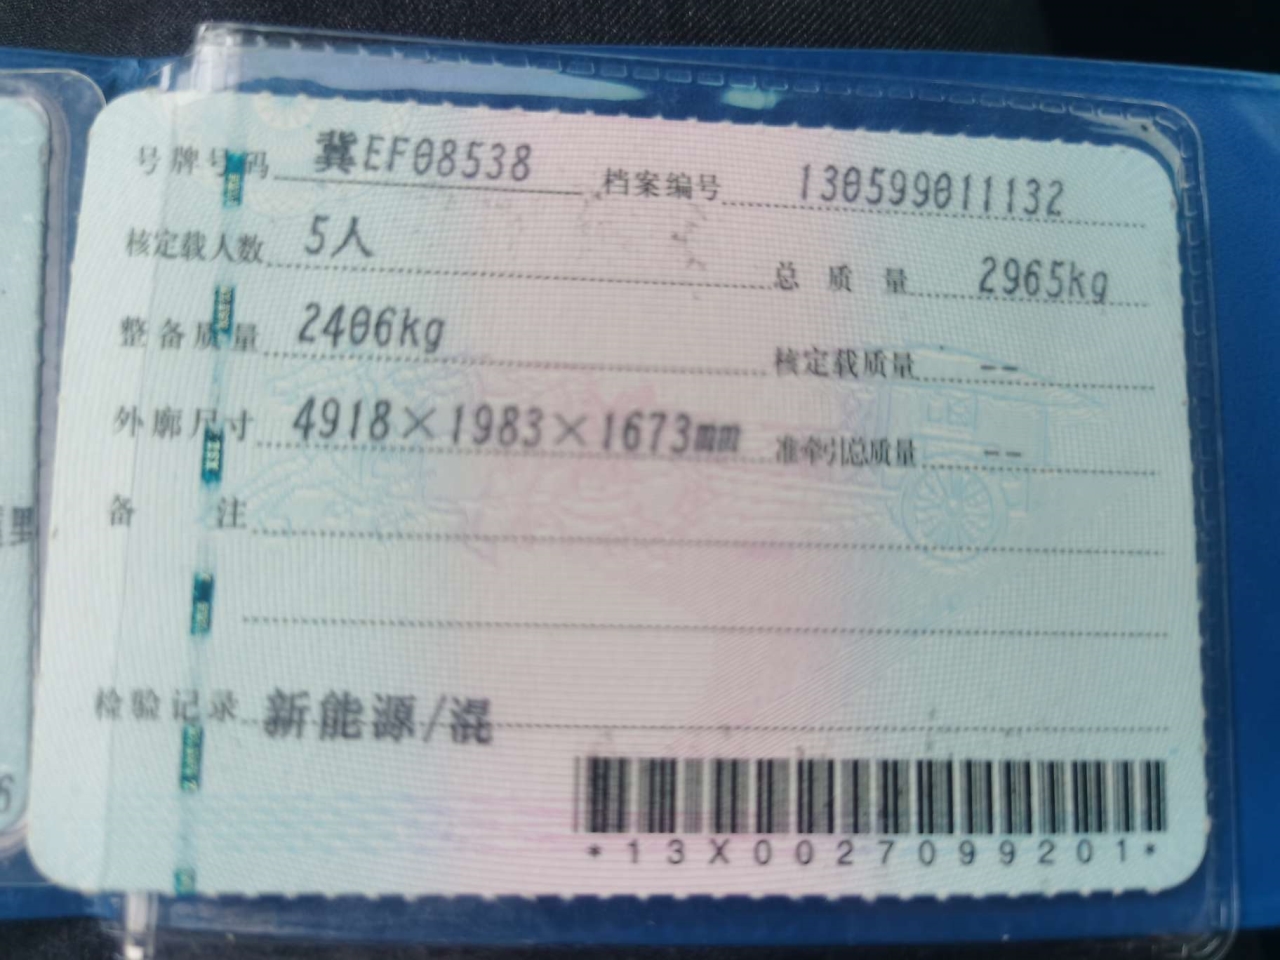 号牌号码 冀EF08538 档案编号 130599011132
核定载人数 5人 总质量 2965kg
整备质量 2406kg 核定载质量 --
外廓尺寸 4918×1983×1673mm 准牵引总质量 --
备注
检验记录 新能源/混
*13X0027099201*